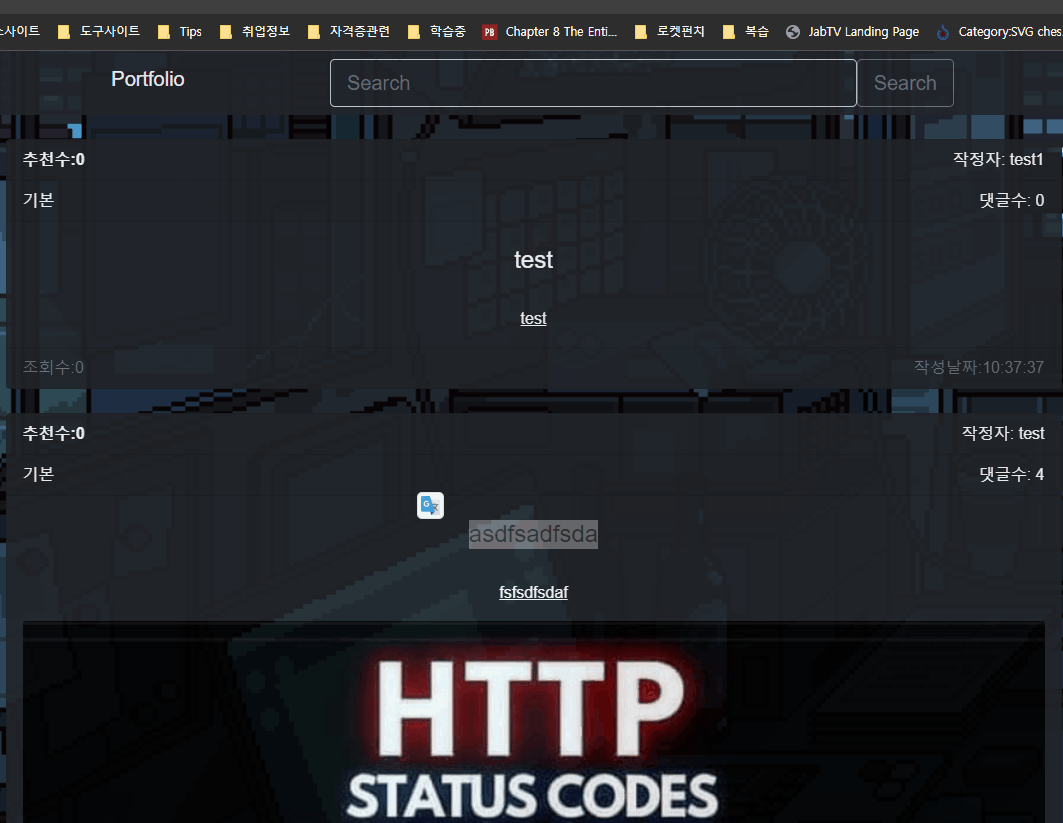 스사이트 도구사이트 Tips 취업정보 자격증관련 학습중 PB Chapter 8 The Enti... 로켓펀치 복습 JabTV Landing Page Category:SVG ches
Portfolio Search Search
추천수:0 작정자: test1
기본 댓글수: 0
test
test
조회수:0 작성날짜:10:37:37
추천수:0 작정자: test
기본 댓글수: 4
asdfsadfsda
fsfsdfsdaf
HTTP
STATUS CODES